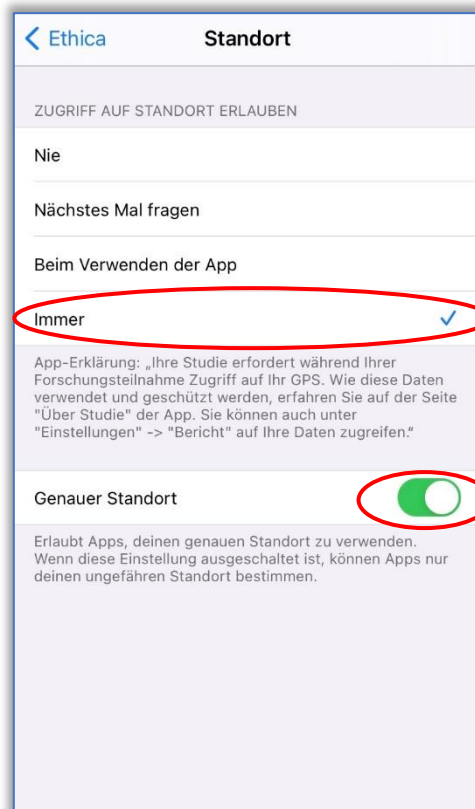 Ethica
Standort
ZUGRIFF AUF STANDORT ERLAUBEN
Nie
Nächstes Mal fragen
Beim Verwenden der App
Immer
App-Erklärung: „Ihre Studie erfordert während Ihrer
Forschungsteilnahme Zugriff auf Ihr GPS. Wie diese Daten
verwendet und geschützt werden, erfahren Sie auf der Seite
"Über Studie" der App. Sie können auch unter
"Einstellungen" -> "Bericht" auf Ihre Daten zugreifen.“
Genauer Standort
Erlaubt Apps, deinen genauen Standort zu verwenden.
Wenn diese Einstellung ausgeschaltet ist, können Apps nur
deinen ungefähren Standort bestimmen.